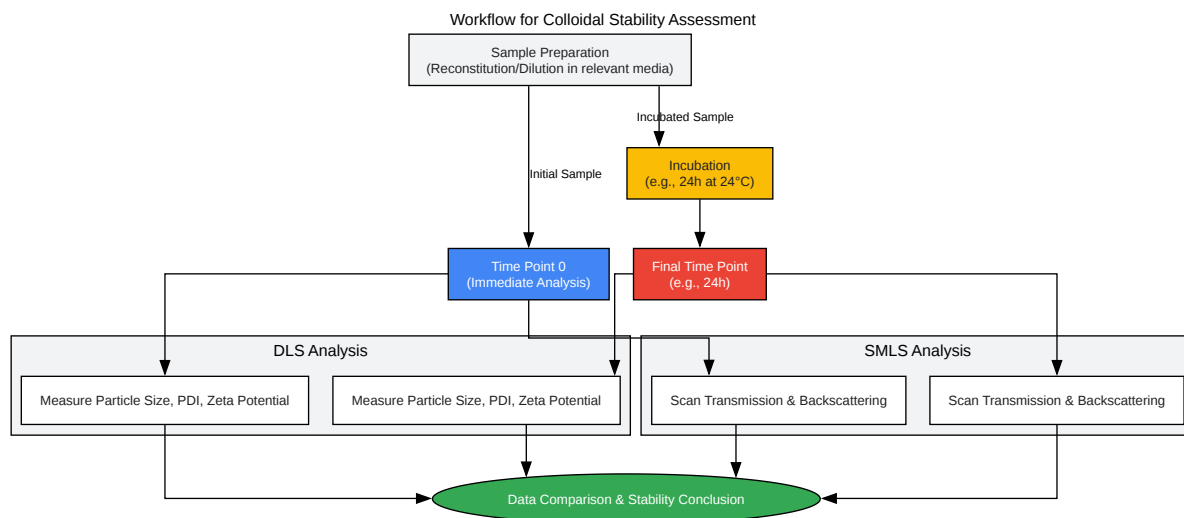 Workflow for Colloidal Stability Assessment
Sample Preparation
(Reconstitution/Dilution in relevant media)
Incubated Sample
Incubation
(e.g., 24h at 24°C)
Initial Sample
Time Point 0
(Immediate Analysis)
Final Time Point
(e.g., 24h)
DLS Analysis
SMLS Analysis
Measure Particle Size, PDI, Zeta Potential
Measure Particle Size, PDI, Zeta Potential
Scan Transmission & Backscattering
Scan Transmission & Backscattering
Data Comparison & Stability Conclusion